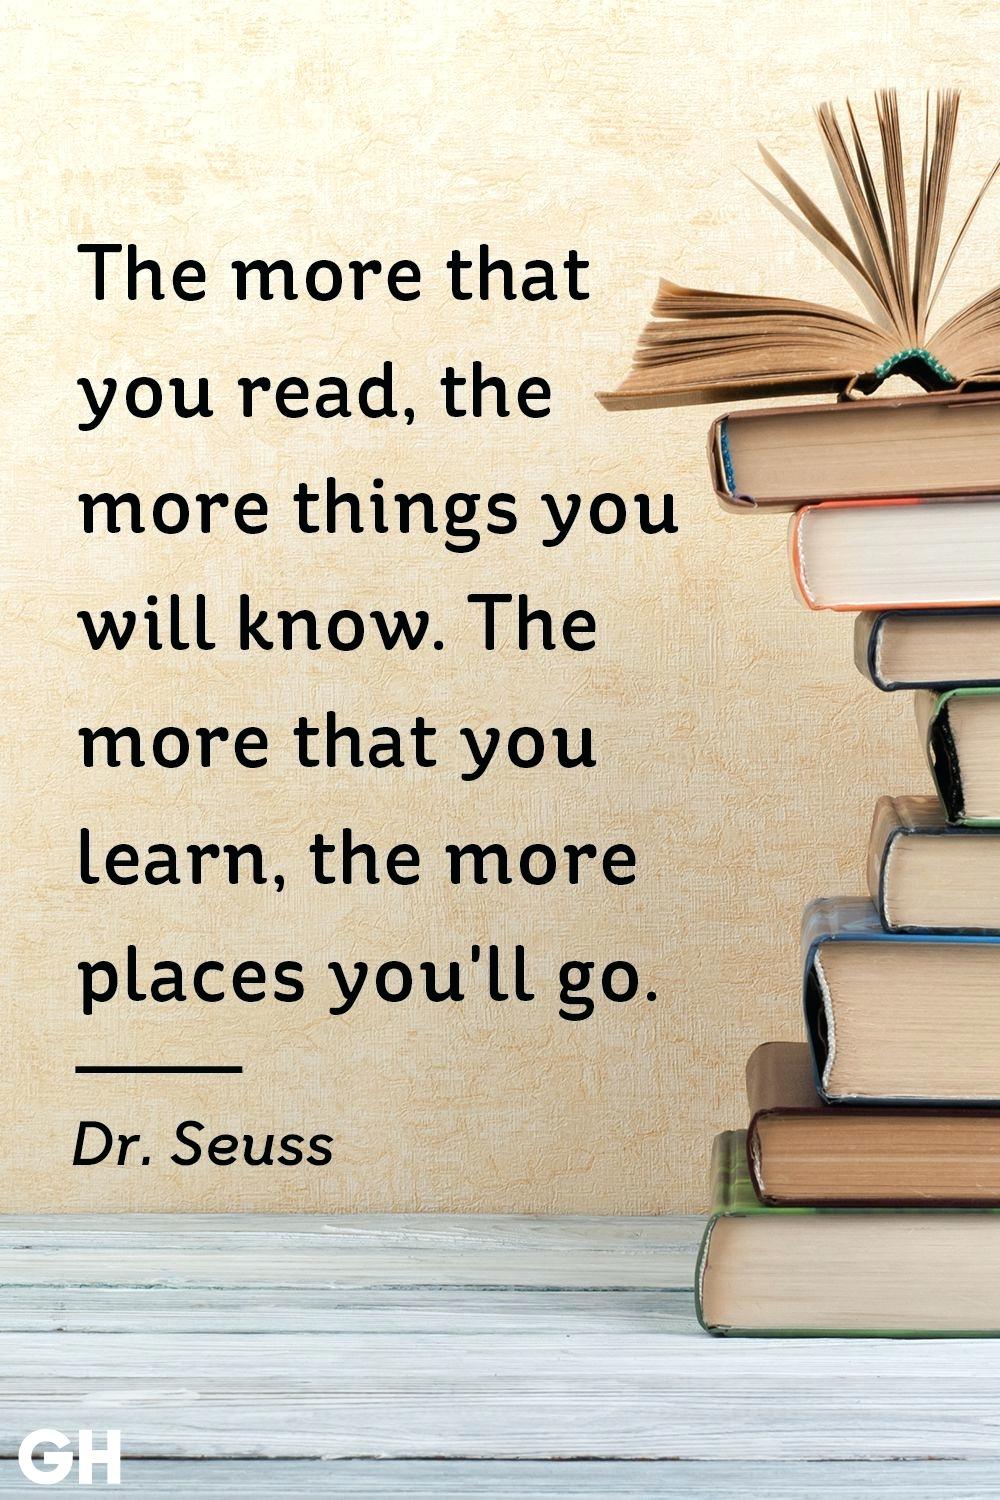 The more that
you read, the
more things you
will know. The
more that you
learn, the more
places you'll go.
Dr. Seuss
GH